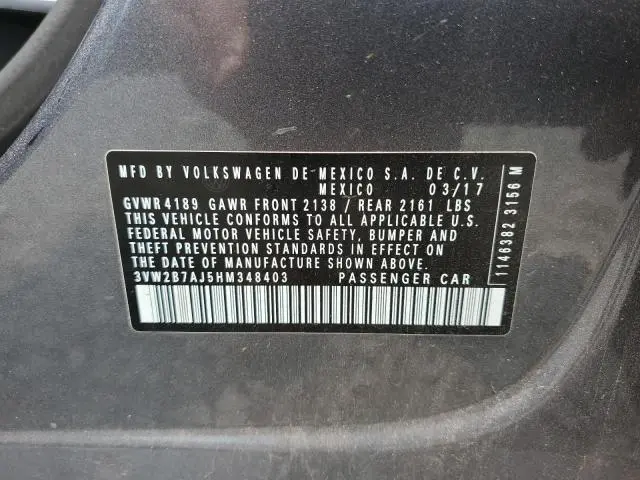 MFD BY VOLKSWAGEN DE MEXICO S.A. DE C.V.
MEXICO 03/17
GVWR4189 GAWR FRONT 2138 / REAR 2161 LBS
THIS VEHICLE CONFORMS TO ALL APPLICABLE U.S.
FEDERAL MOTOR VEHICLE SAFETY, BUMPER AND
THEFT PREVENTION STANDARDS IN EFFECT ON
THE DATE OF MANUFACTURE SHOWN ABOVE.
3VW2B7AJ5HM348403 PASSENGER CAR
1146382 3156 M